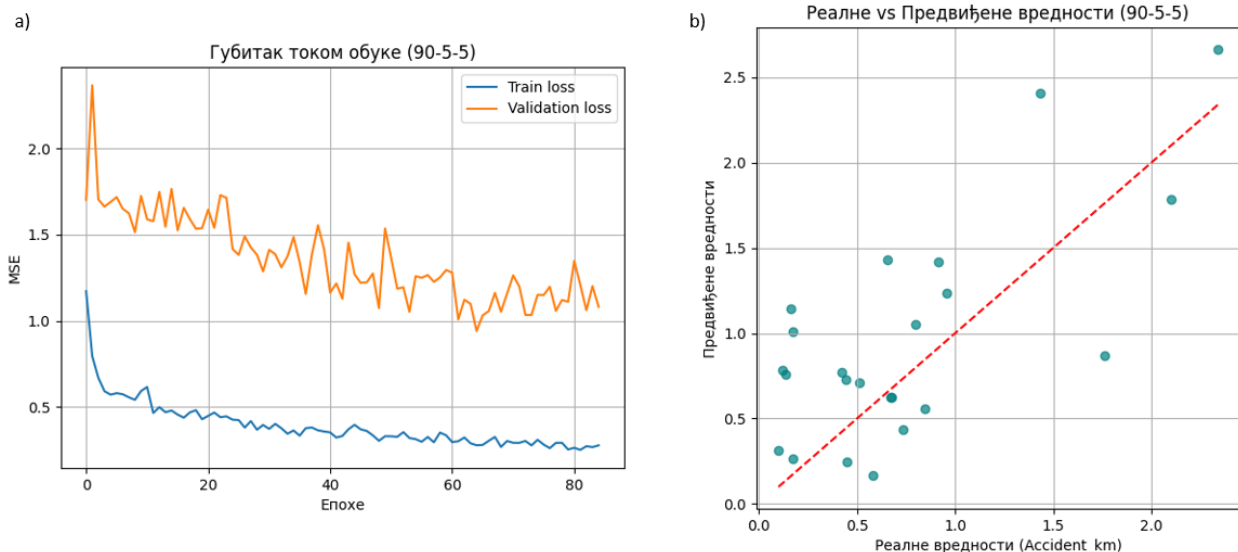 a)
Губитак током обуке (90-5-5)
Train loss
Validation loss
MSE
2.0
1.5
1.0
0.5
0
20
40
60
80
Епохе
b)
Реалне vs Предвиђене вредности (90-5-5)
Предвиђене вредности
2.5
2.0
1.5
1.0
0.5
0.0
0.0
0.5
1.0
1.5
2.0
Реалне вредности (Accident_km)